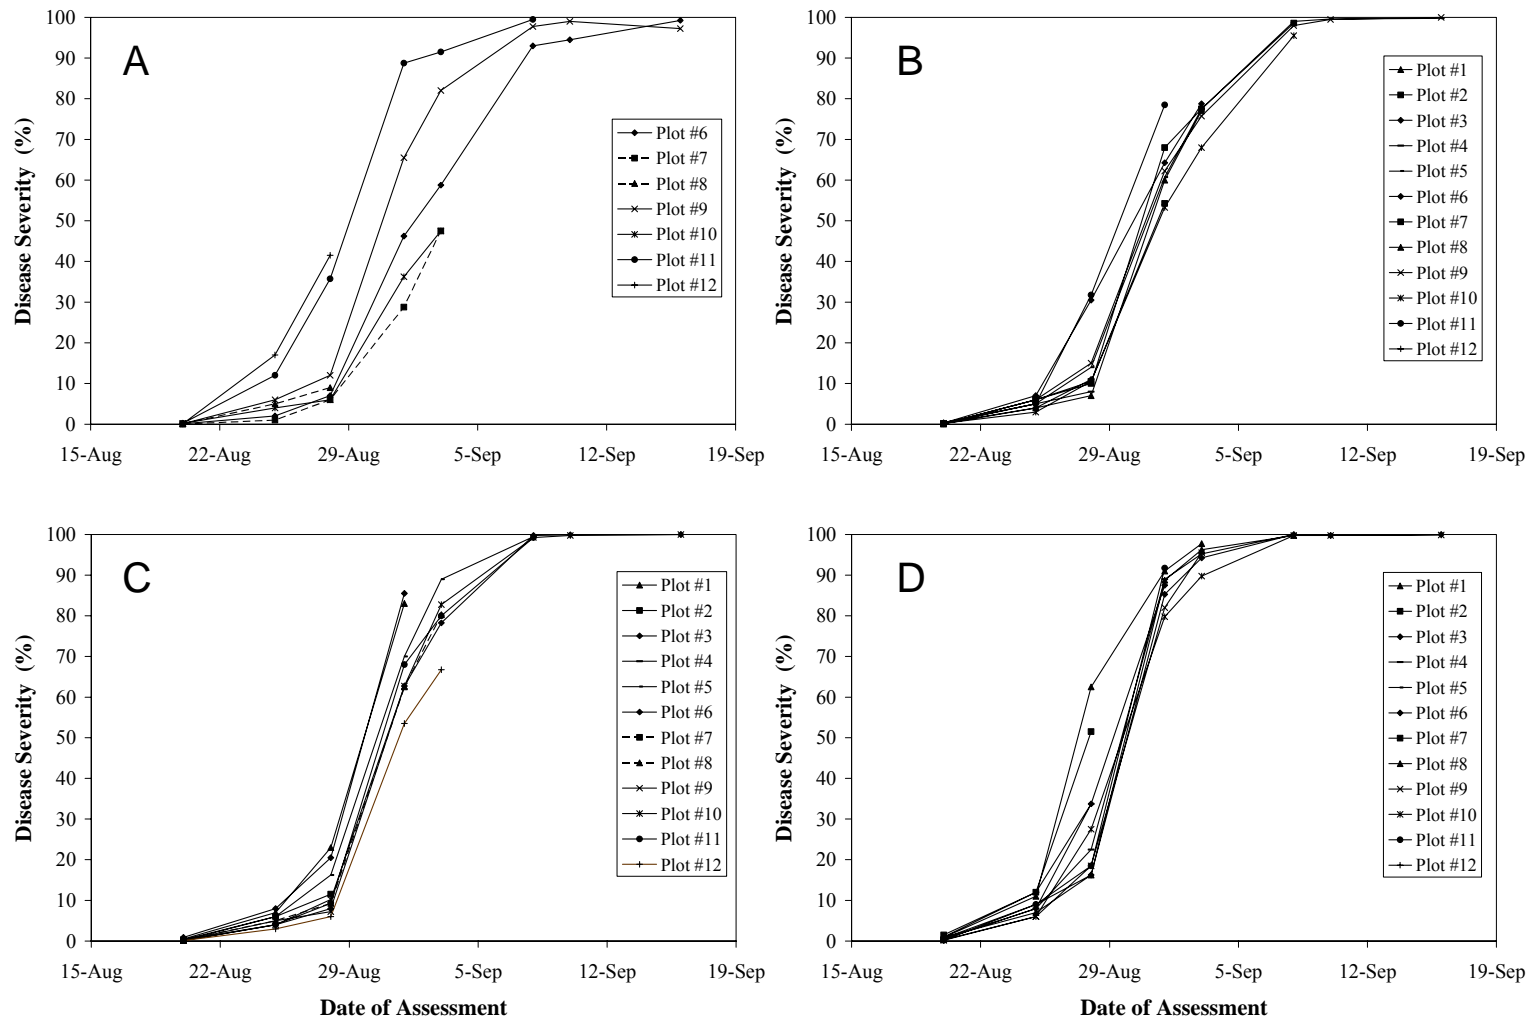 A
Disease Severity (%)
100
90
80
70
60
50
40
30
20
10
0
15-Aug 22-Aug 29-Aug 5-Sep 12-Sep 19-Sep
Plot #6
Plot #7
Plot #8
Plot #9
Plot #10
Plot #11
Plot #12
B
Disease Severity (%)
100
90
80
70
60
50
40
30
20
10
0
15-Aug 22-Aug 29-Aug 5-Sep 12-Sep 19-Sep
Plot #1
Plot #2
Plot #3
Plot #4
Plot #5
Plot #6
Plot #7
Plot #8
Plot #9
Plot #10
Plot #11
Plot #12
C
Disease Severity (%)
100
90
80
70
60
50
40
30
20
10
0
15-Aug 22-Aug 29-Aug 5-Sep 12-Sep 19-Sep
Date of Assessment
Plot #1
Plot #2
Plot #3
Plot #4
Plot #5
Plot #6
Plot #7
Plot #8
Plot #9
Plot #10
Plot #11
Plot #12
D
Disease Severity (%)
100
90
80
70
60
50
40
30
20
10
0
15-Aug 22-Aug 29-Aug 5-Sep 12-Sep 19-Sep
Date of Assessment
Plot #1
Plot #2
Plot #3
Plot #4
Plot #5
Plot #6
Plot #7
Plot #8
Plot #9
Plot #10
Plot #11
Plot #12